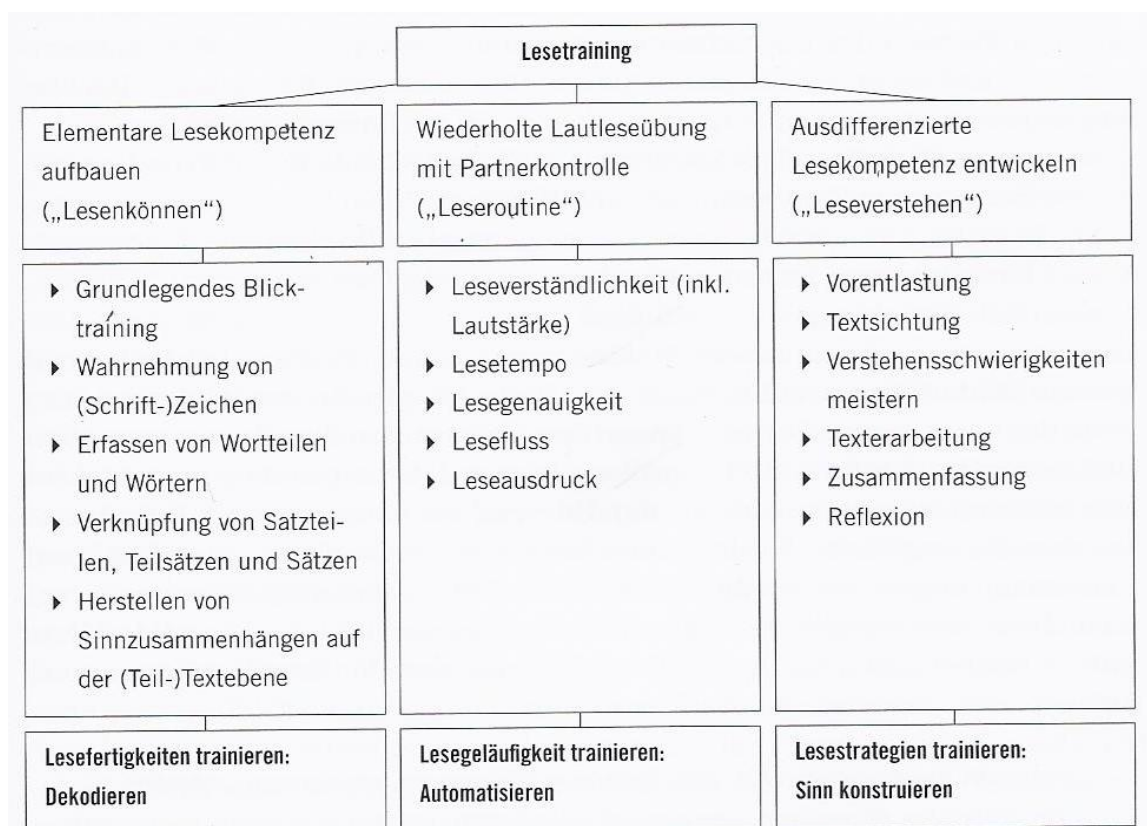 Lesetraining
Elementare Lesekompetenz
aufbauen
(„Lesenkönnen“)
Wiederholte Lautleseübung
mit Partnerkontrolle
(„Leseroutine“)
Ausdifferenzierte
Lesekompetenz entwickeln
(„Leseverstehen“)
Grundlegendes Blick-
training
Wahrnehmung von
(Schrift-)Zeichen
Erfassen von Wortteilen
und Wörtern
Verknüpfung von Satztei-
len, Teilsätzen und Sätzen
Herstellen von
Sinnzusammenhängen auf
der (Teil-)Textebene
Leseverständlichkeit (inkl.
Lautstärke)
Lesetempo
Lesegenauigkeit
Lesefluss
Leseausdruck
Vorentlastung
Textsichtung
Verstehensschwierigkeiten
meistern
Texterarbeitung
Zusammenfassung
Reflexion
Lesefertigkeiten trainieren:
Dekodieren
Lesegeläufigkeit trainieren:
Automatisieren
Lesestrategien trainieren:
Sinn konstruieren